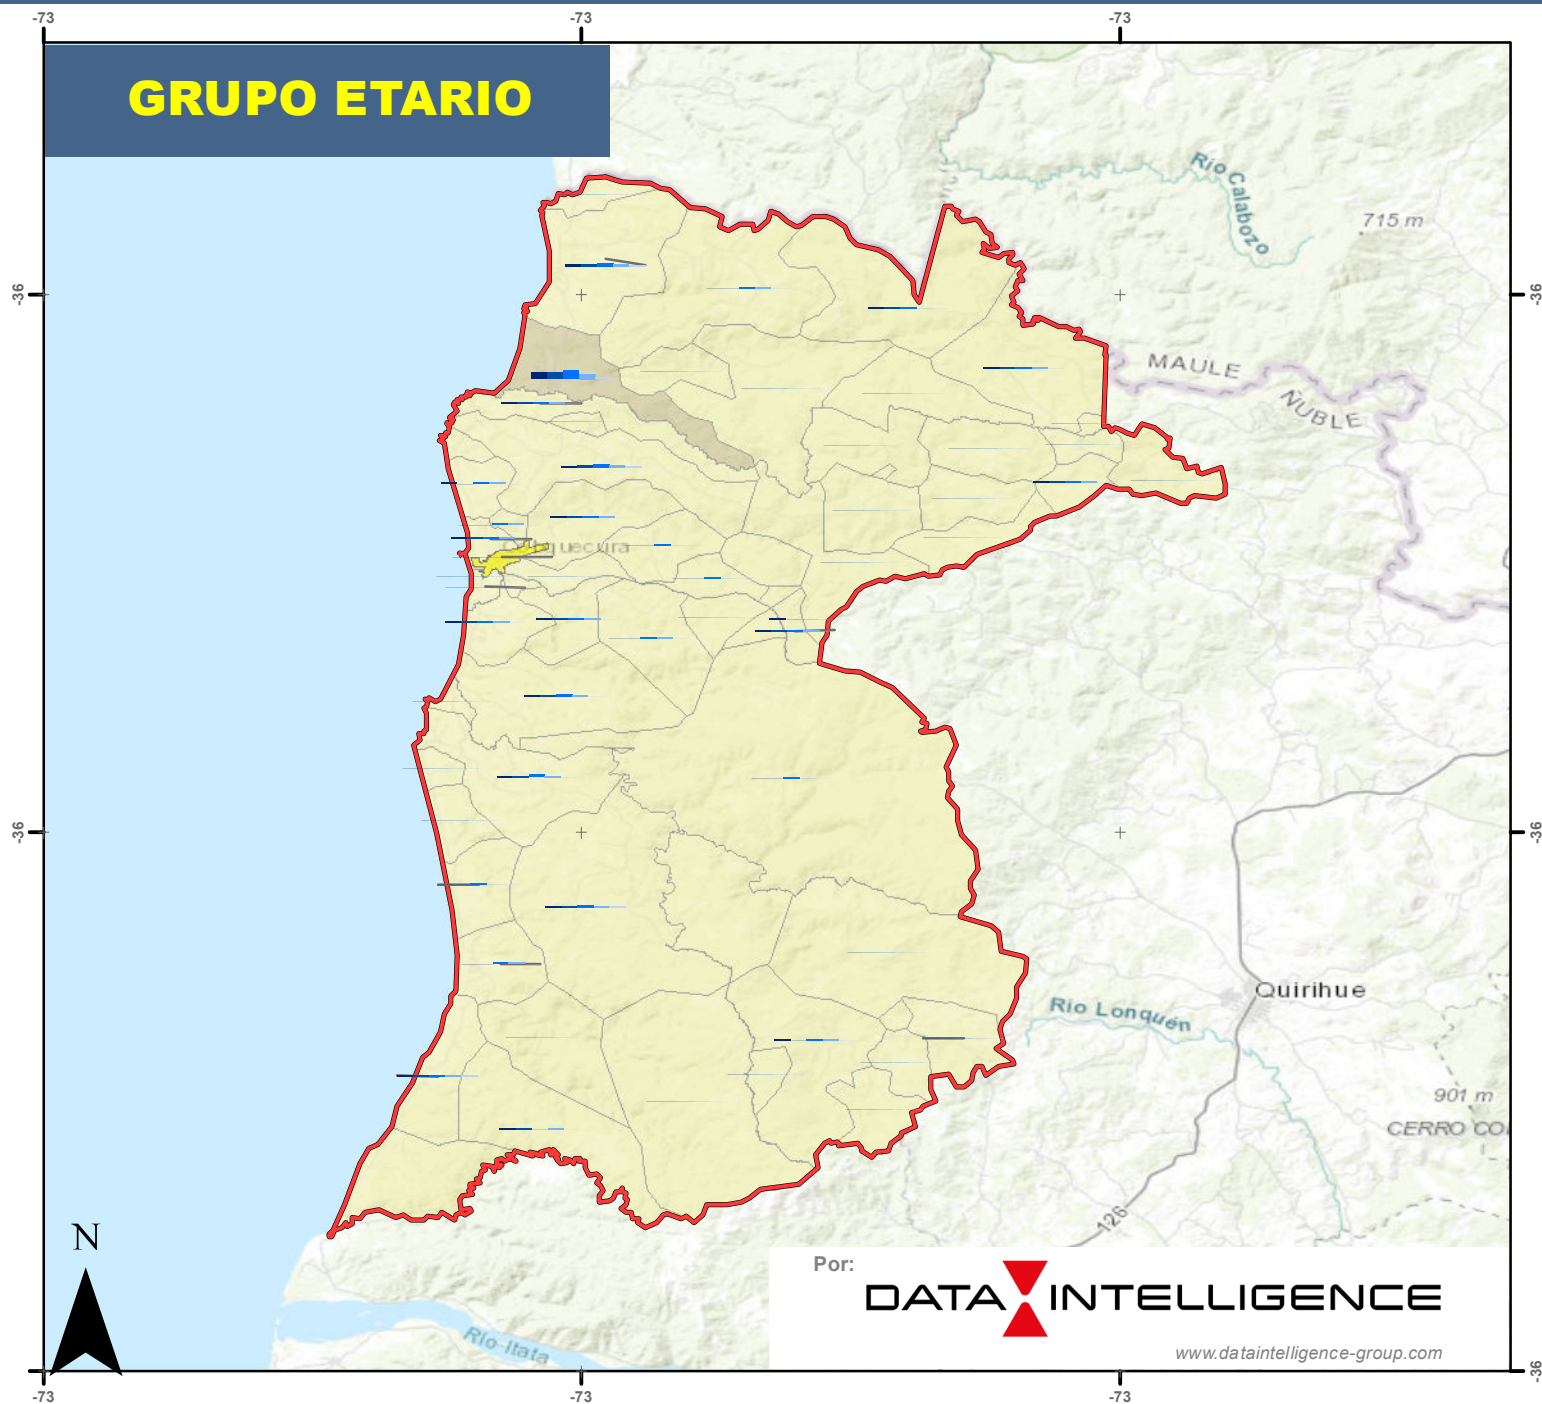 -73
-73
-73
GRUPO ETARIO
Río Calabozo
715 m
-36
-36
MAULE
ÑUBLE
-36
-36
Quirihue
Río Lonquén
901 m
126
N
Por:
DATA INTELLIGENCE
www.dataintelligence-group.com
Río Itata
-36
-73
-73
-73